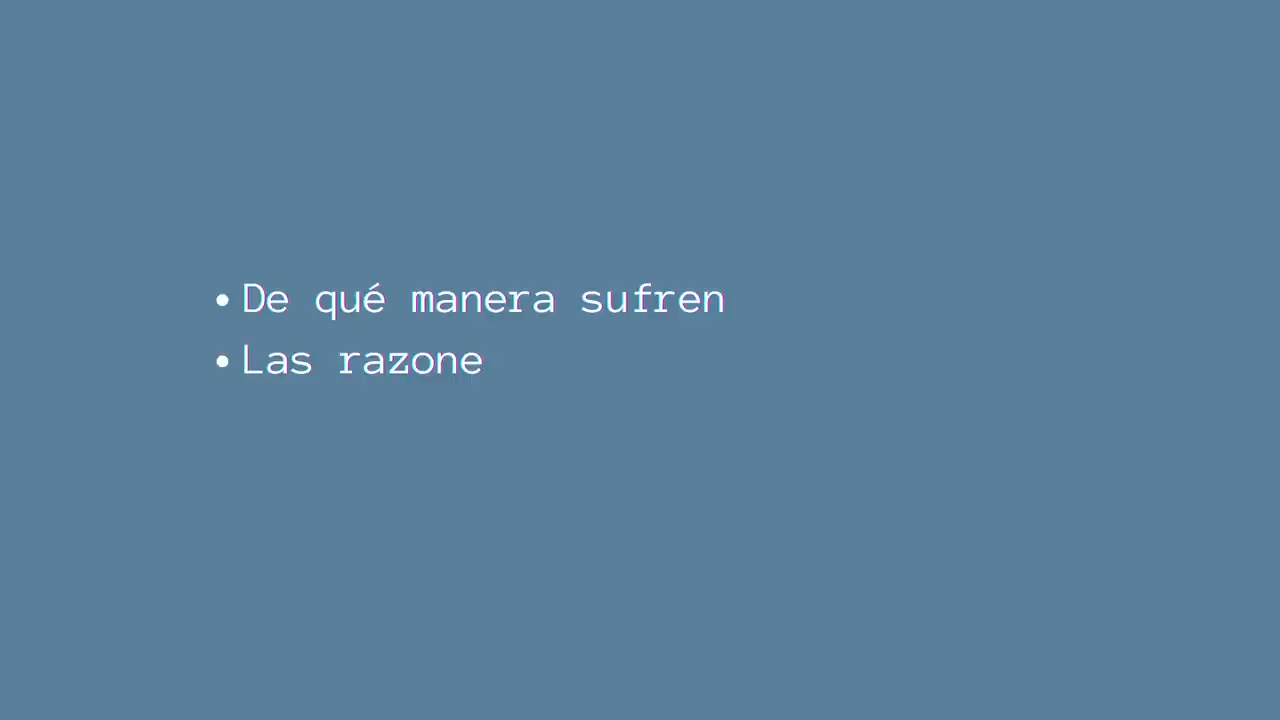 • De qué manera sufren
• Las razone